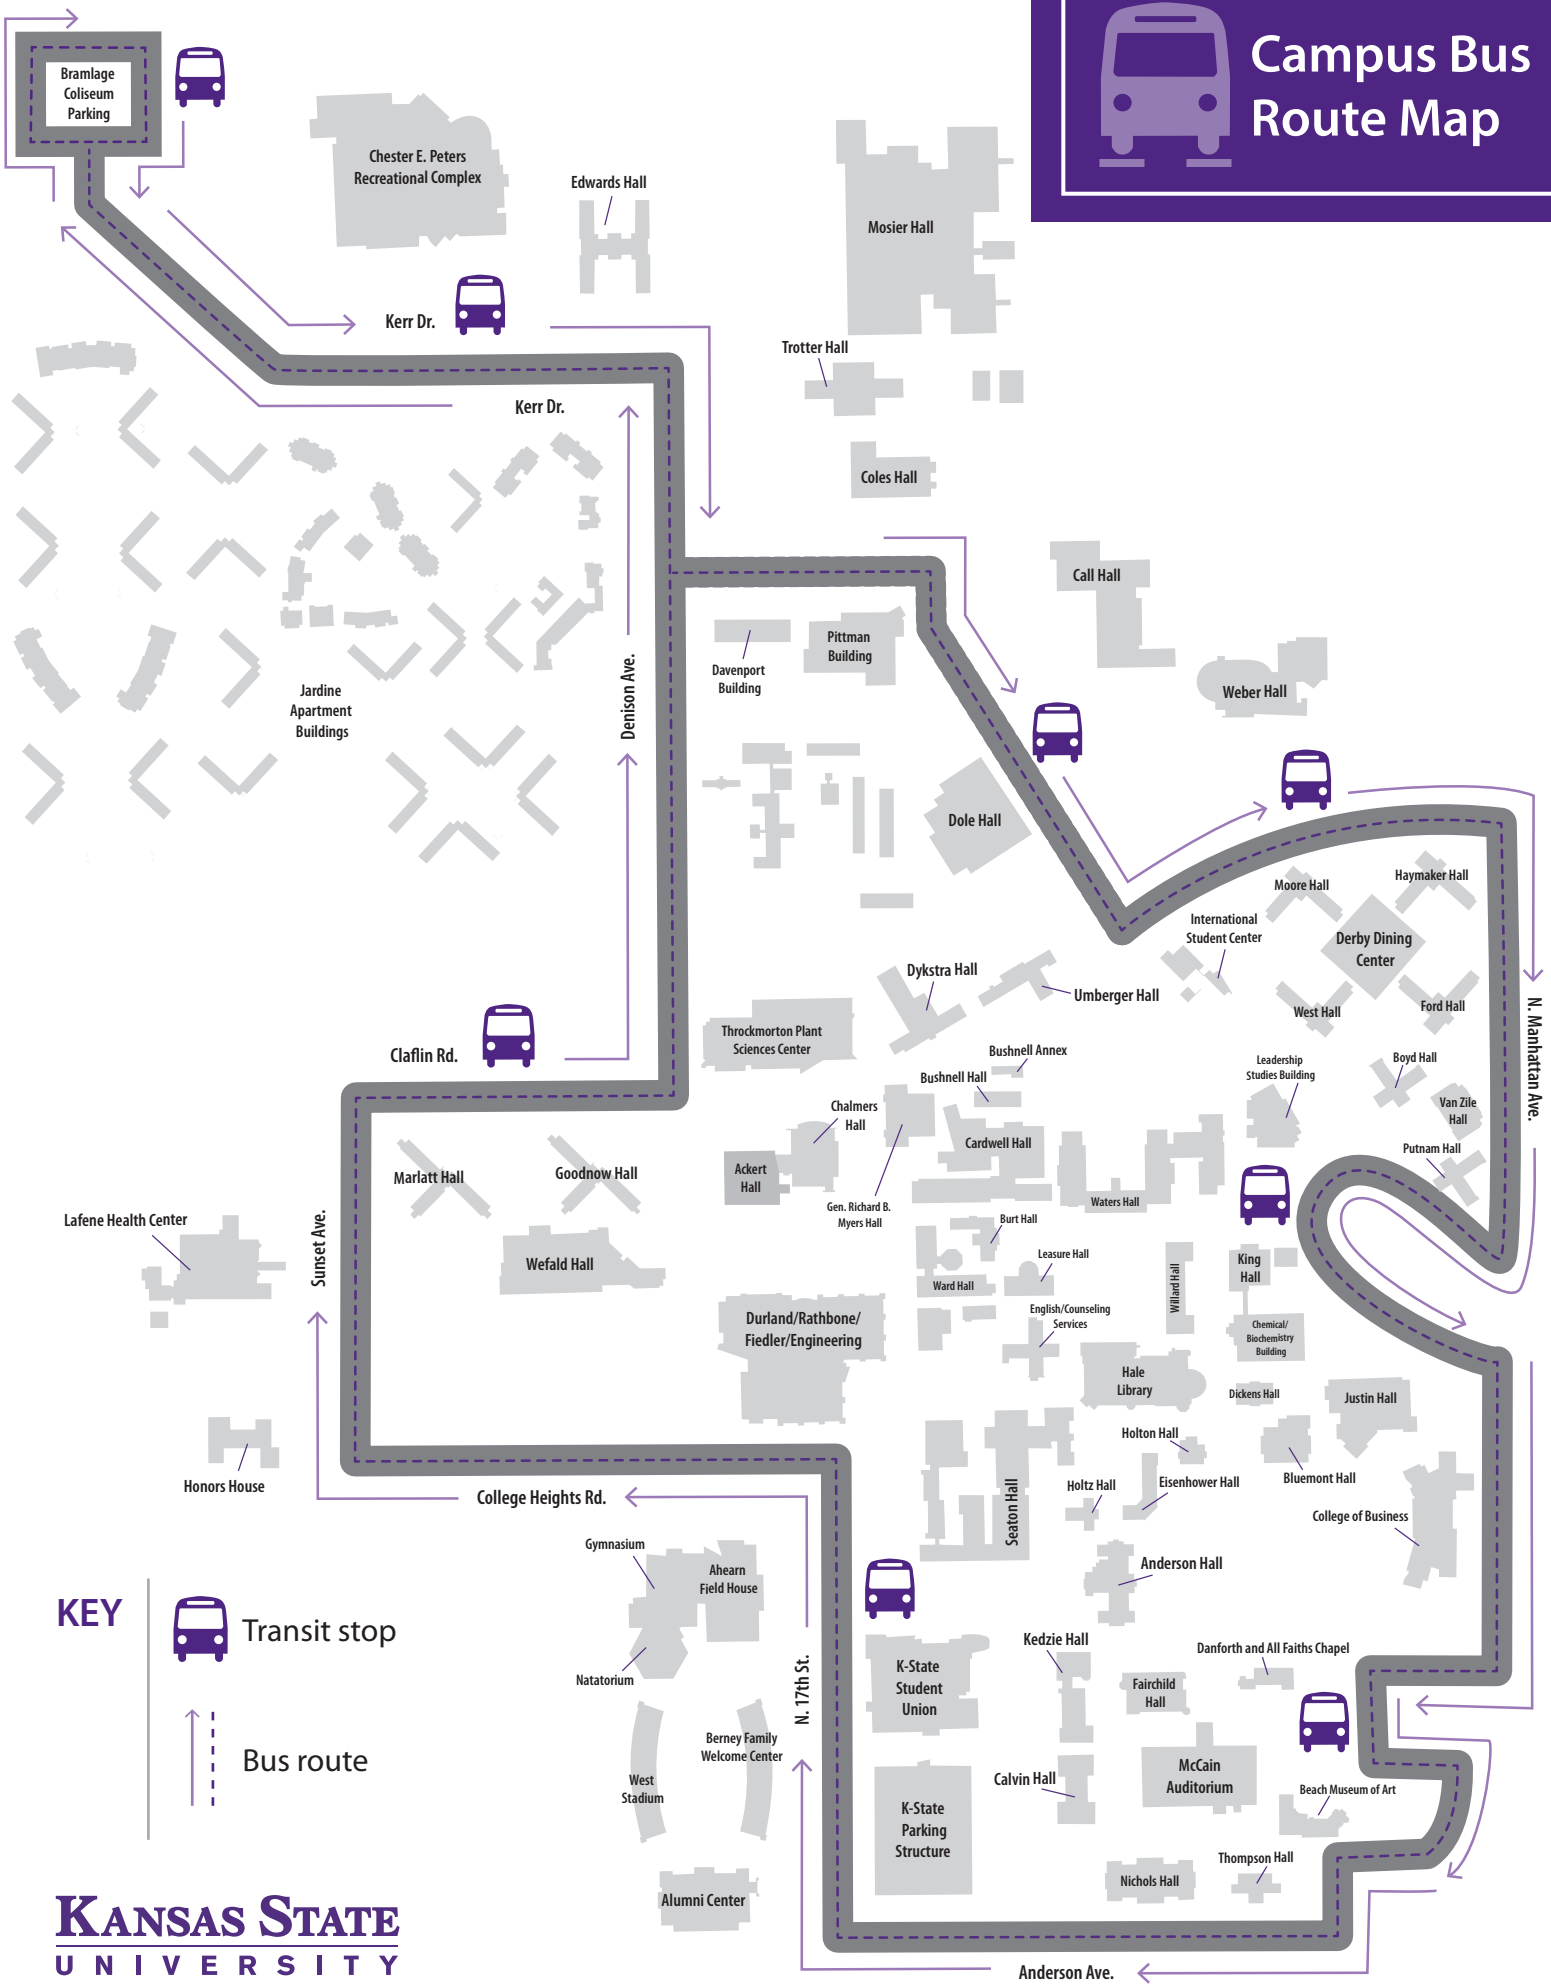 Campus Bus
Route Map
Bramlage
Coliseum
Parking
Chester E. Peters
Recreational Complex
Edwards Hall
Mosier Hall
Kerr Dr.
Trotter Hall
Kerr Dr.
Coles Hall
Call Hall
Pittman
Building
Davenport
Building
Weber Hall
Jardine
Apartment
Buildings
Denison Ave.
Dole Hall
Moore Hall
Haymaker Hall
International
Student Center
Derby Dining
Center
Dykstra Hall
Umberger Hall
West Hall
Ford Hall
N. Manhattan Ave.
Throckmorton Plant
Sciences Center
Claflin Rd.
Bushnell Annex
Bushnell Hall
Leadership
Studies Building
Boyd Hall
Van Zile
Hall
Chalmers
Hall
Cardwell Hall
Putnam Hall
Marlatt Hall
Goodnow Hall
Ackert
Hall
Gen. Richard B.
Myers Hall
Waters Hall
Lafene Health Center
Sunset Ave.
Burt Hall
Wefald Hall
Leasure Hall
Ward Hall
Willard Hall
King
Hall
Durland/Rathbone/
Fiedler/Engineering
English/Counseling
Services
Chemical/
Biochemistry
Building
Hale
Library
Dickens Hall
Justin Hall
Holton Hall
Honors House
College Heights Rd.
Seaton Hall
Holtz Hall
Eisenhower Hall
Bluemont Hall
College of Business
Gymnasium
Ahearn
Field House
Anderson Hall
KEY
Transit stop
Natatorium
N. 17th St.
K-State
Student
Union
Kedzie Hall
Danforth and All Faiths Chapel
Fairchild
Hall
Bus route
Berney Family
Welcome Center
West
Stadium
Calvin Hall
McCain
Auditorium
Beach Museum of Art
K-State
Parking
Structure
Thompson Hall
Nichols Hall
Alumni Center
KANSAS STATE
UNIVERSITY
Anderson Ave.